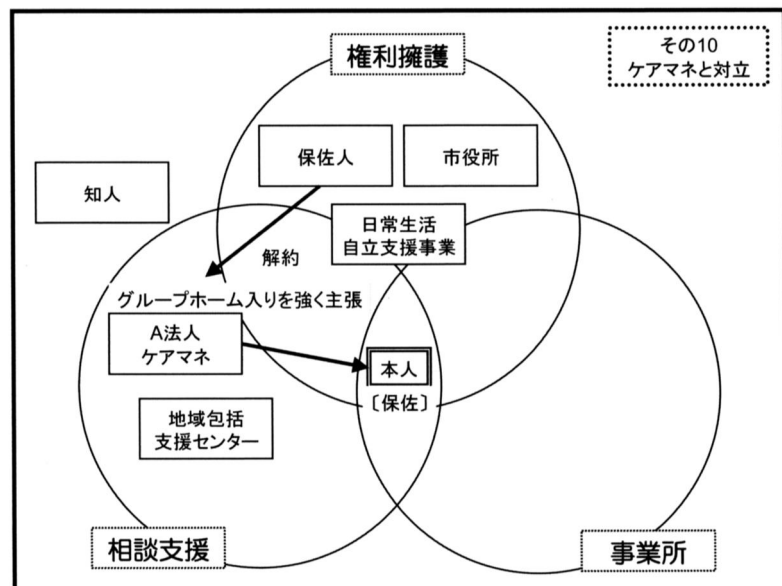 その10
ケアマネと対立
権利擁護
保佐人
市役所
知人
日常生活
自立支援事業
解約
グループホーム入りを強く主張
A法人
ケアマネ
本人
〔保佐〕
地域包括
支援センター
相談支援
事業所